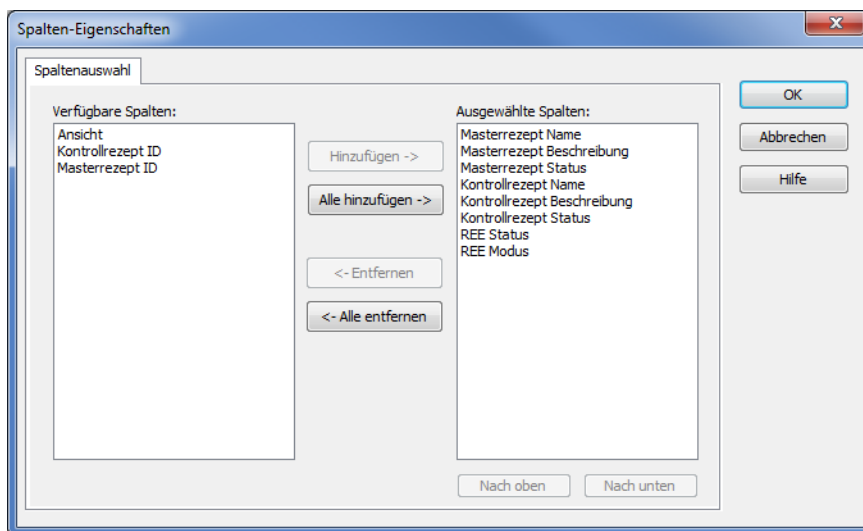 Spalten-Eigenschaften
x
Spaltenauswahl
Verfügbare Spalten:
Ansicht
Kontrollrezept ID
Masterrezept ID
Hinzufügen ->
Alle hinzufügen ->
<- Entfernen
<- Alle entfernen
Ausgewählte Spalten:
Masterrezept Name
Masterrezept Beschreibung
Masterrezept Status
Kontrollrezept Name
Kontrollrezept Beschreibung
Kontrollrezept Status
REE Status
REE Modus
Nach oben
Nach unten
OK
Abbrechen
Hilfe